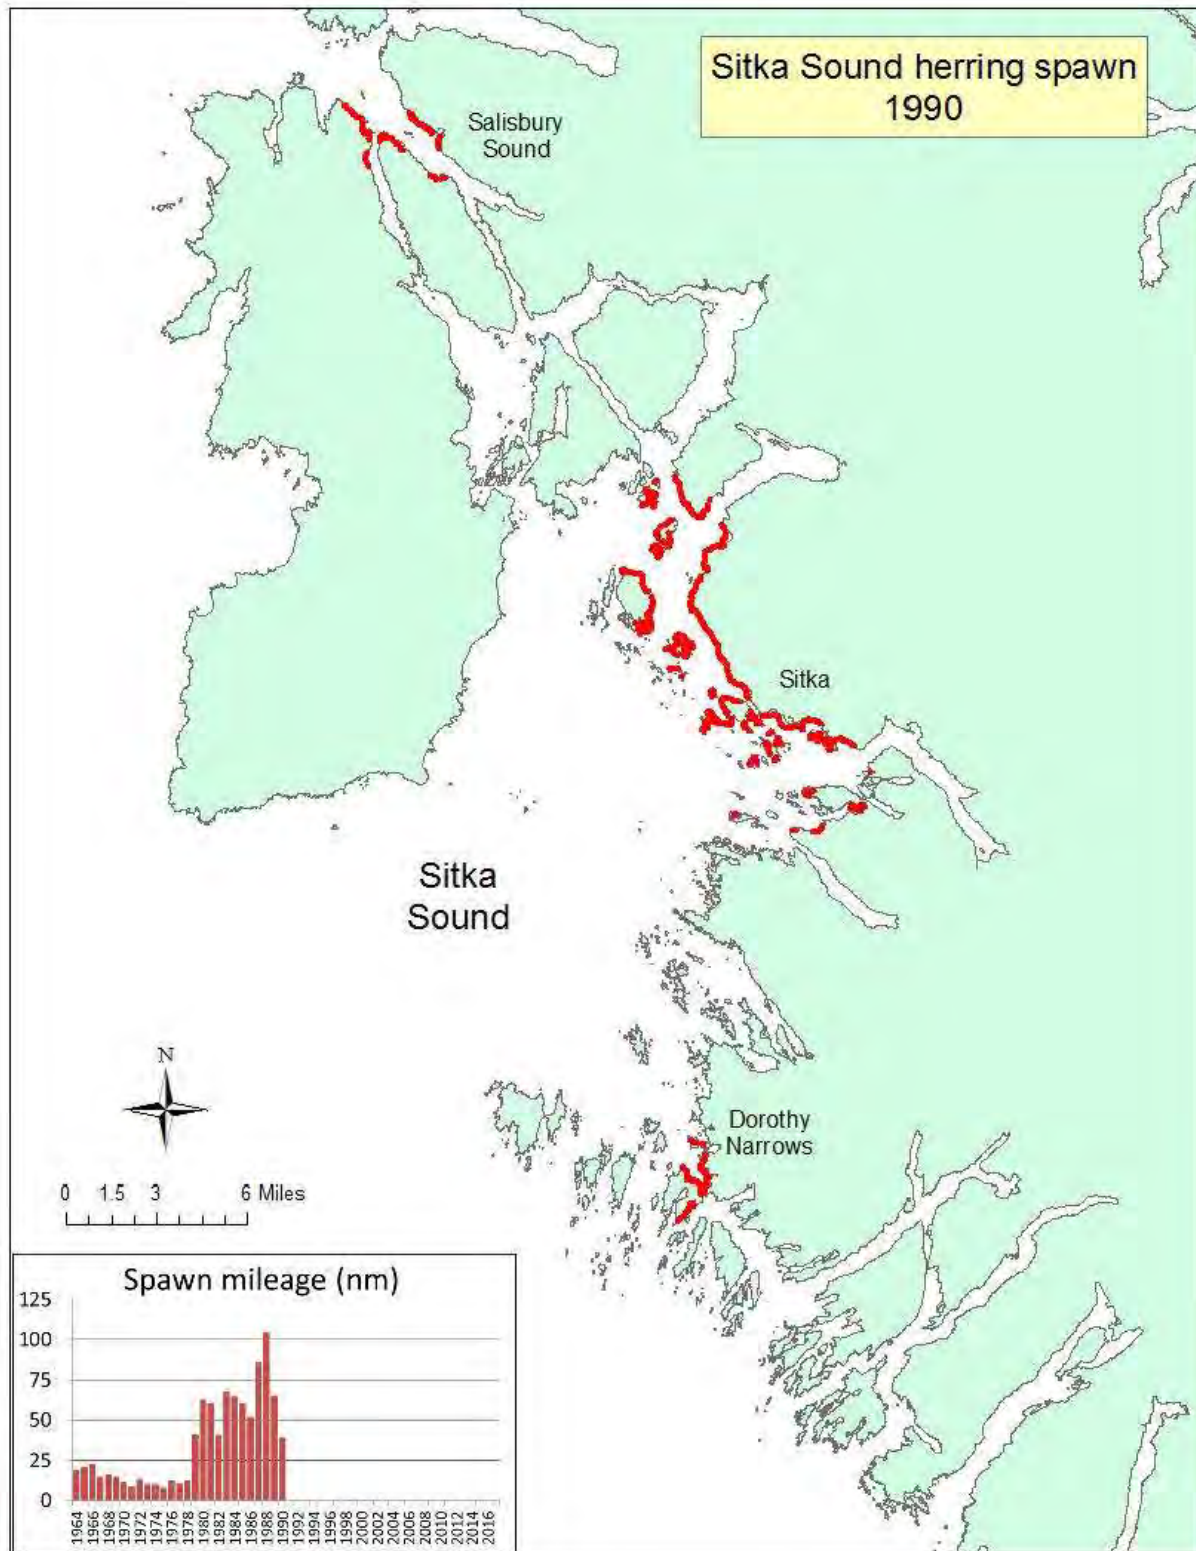 Sitka Sound herring spawn
1990
Salisbury
Sound
Sitka
Sitka
Sound
Dorothy
Narrows
N
0 1.5 3 6 Miles
Spawn mileage (nm)
125
100
75
50
25
0
1964 1966 1968 1970 1972 1974 1976 1978 1980 1982 1984 1986 1988 1990 1992 1994 1996 1998 2000 2002 2004 2006 2008 2010 2012 2014 2016